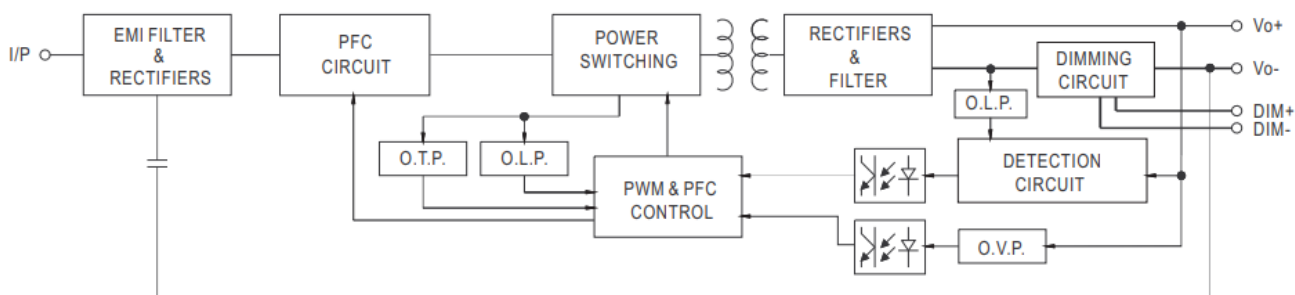 I/P
EMI FILTER
&
RECTIFIERS
PFC
CIRCUIT
POWER
SWITCHING
RECTIFIERS
&
FILTER
DIMMING
CIRCUIT
Vo+
Vo-
DIM+
DIM-
O.L.P.
O.T.P.
O.L.P.
PWM & PFC
CONTROL
DETECTION
CIRCUIT
O.V.P.